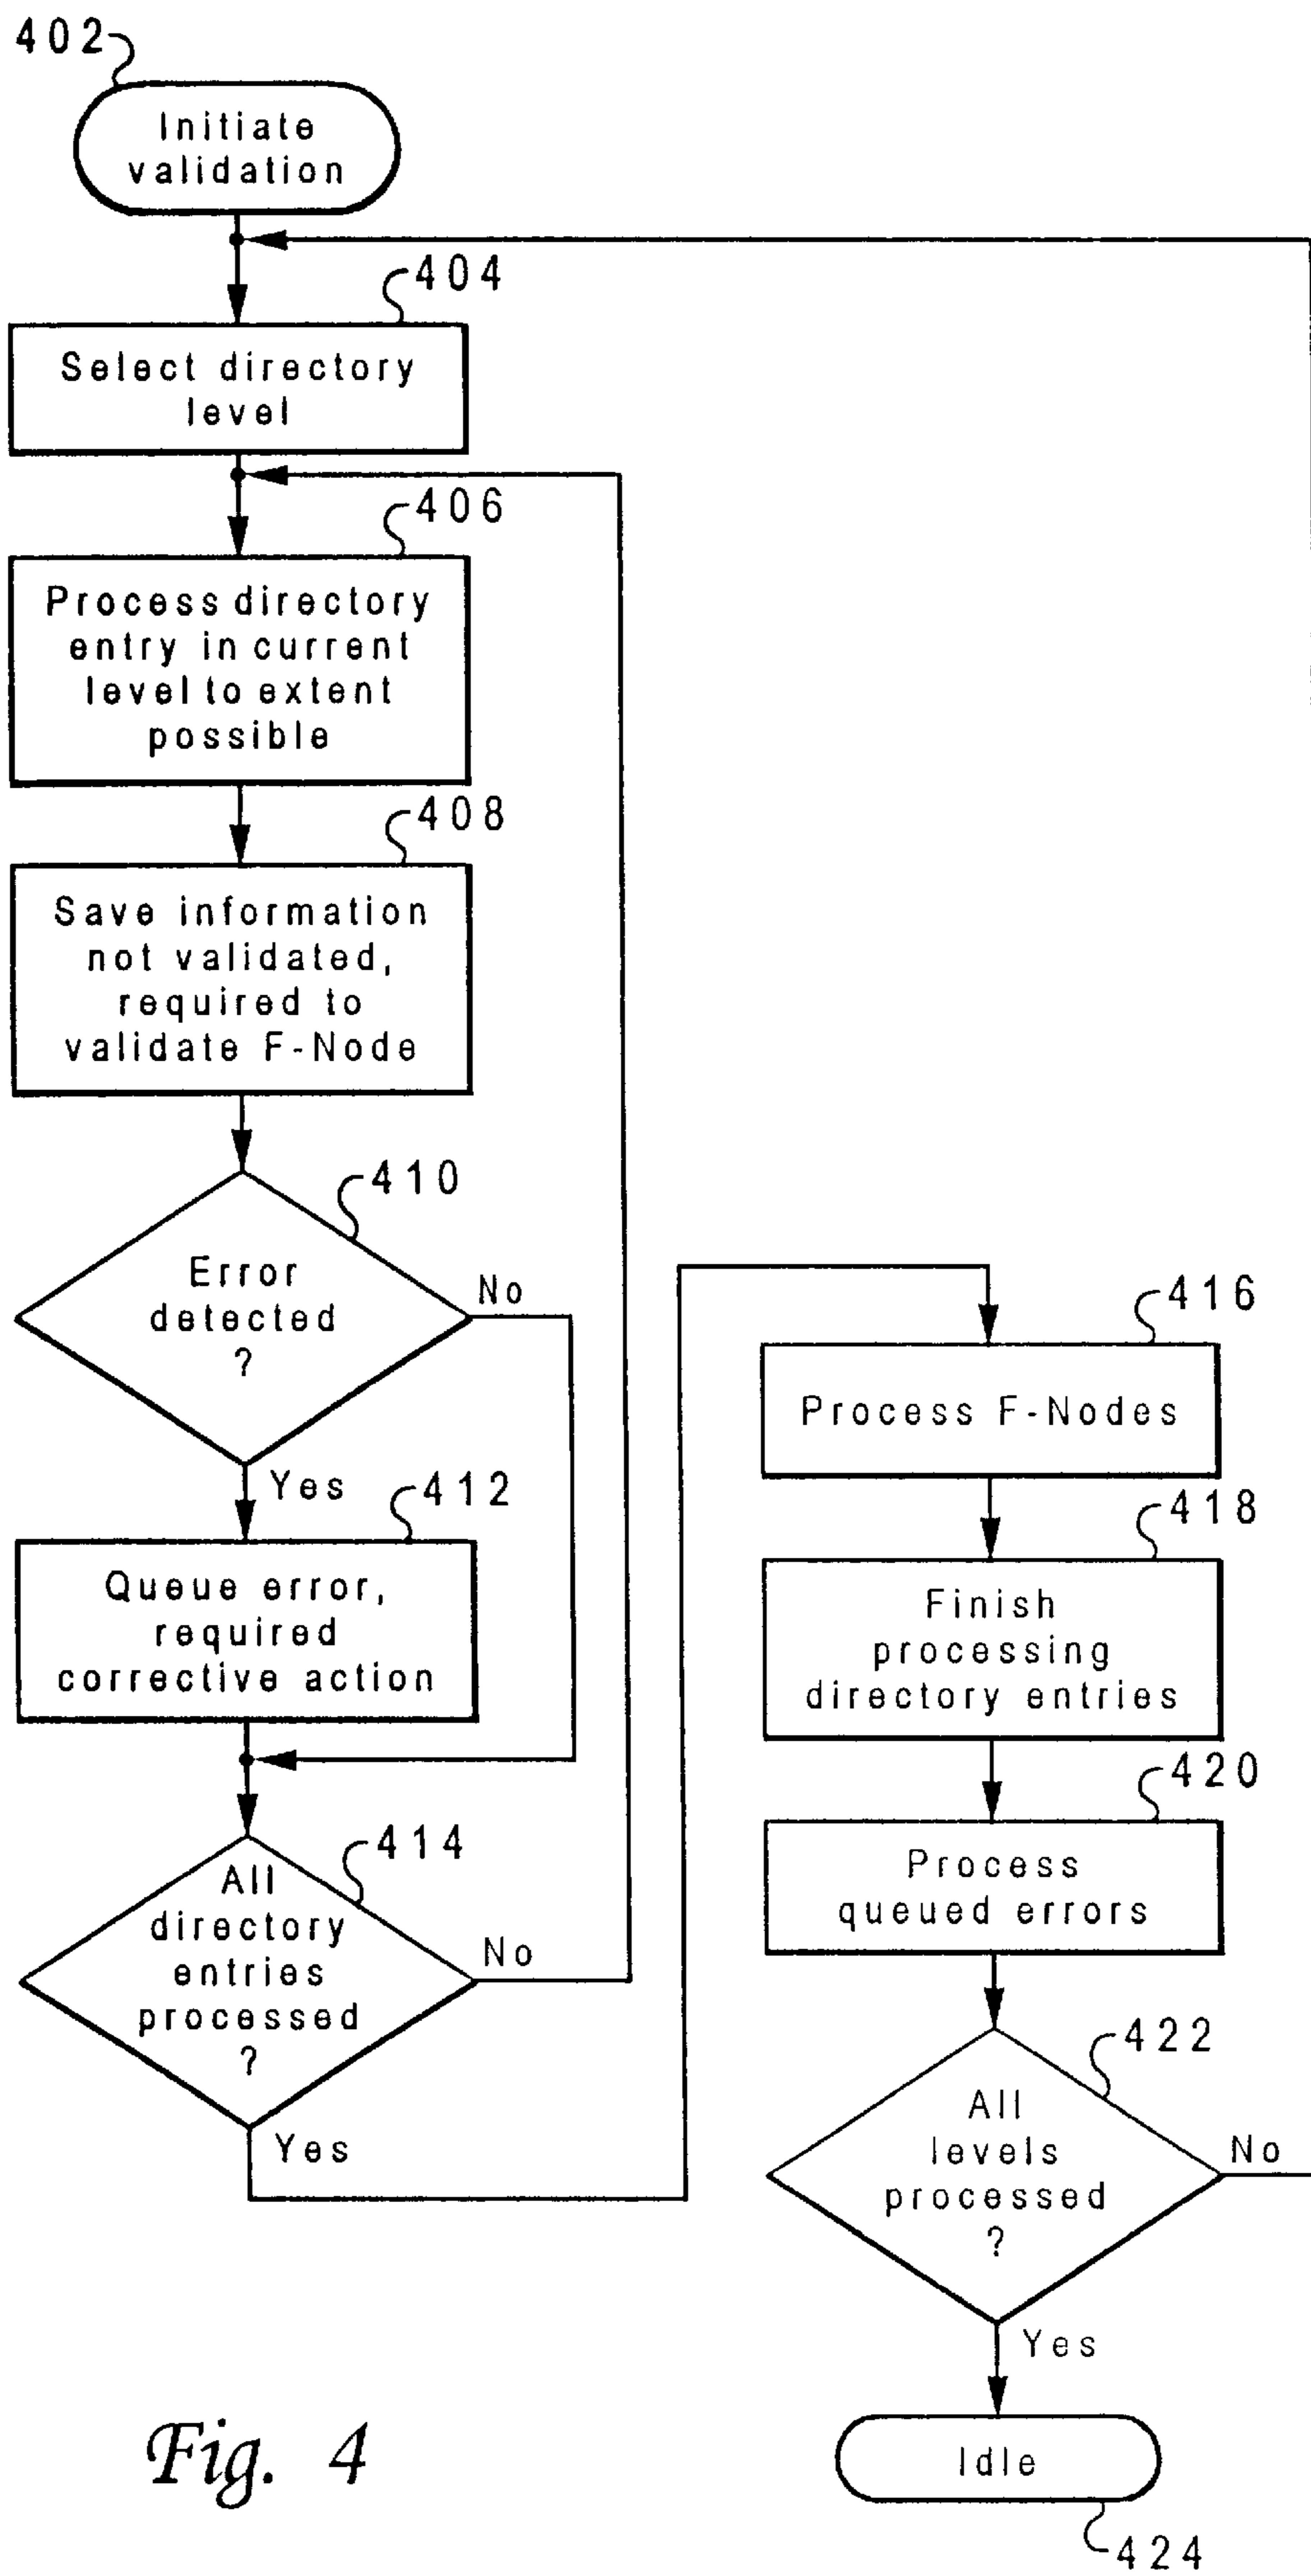 402
Initiate
validation
404
Select directory
level
406
Process directory
entry in current
level to extent
possible
408
Save information
not validated,
required to
validate F-Node
410
Error
detected
?
No
Yes
412
Queue error,
required
corrective action
414
All
directory
entries
processed
?
No
Yes
416
Process F-Nodes
418
Finish
processing
directory entries
420
Process
queued errors
422
All
levels
processed
?
No
Yes
Idle
424
Fig. 4